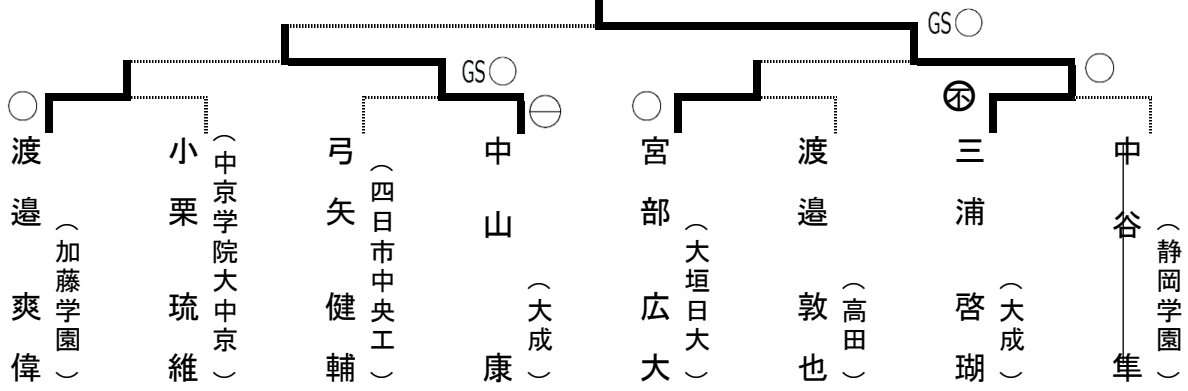 GS○
GS○
○
○
⊖
○
不
渡邉 爽偉
(加藤学園)
小栗 琉維
(中京学院大中京)
弓矢 健輔
(四日市中央工)
中山 康
(大成)
宮部 広大
(大垣日大)
渡邉 敦也
(高田)
三浦 啓瑚
(大成)
中谷 隼
(静岡学園)